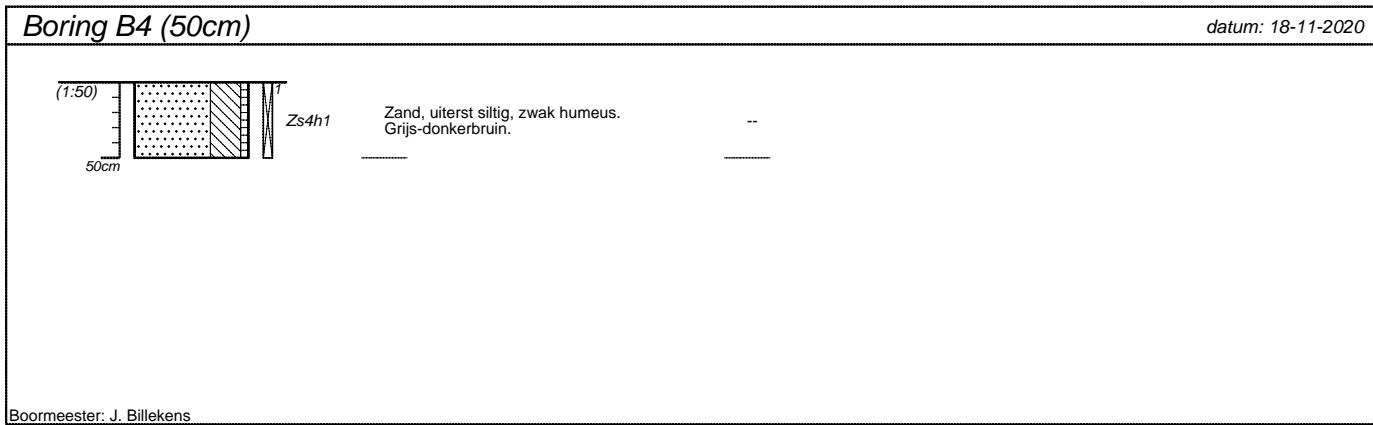 Boring B4 (50cm)
datum: 18-11-2020
(1:50)
1
Zs4h1
Zand, uiterst siltig, zwak humeus.
Grijs-donkerbruin.
--
50cm
Boormeester: J. Billekens